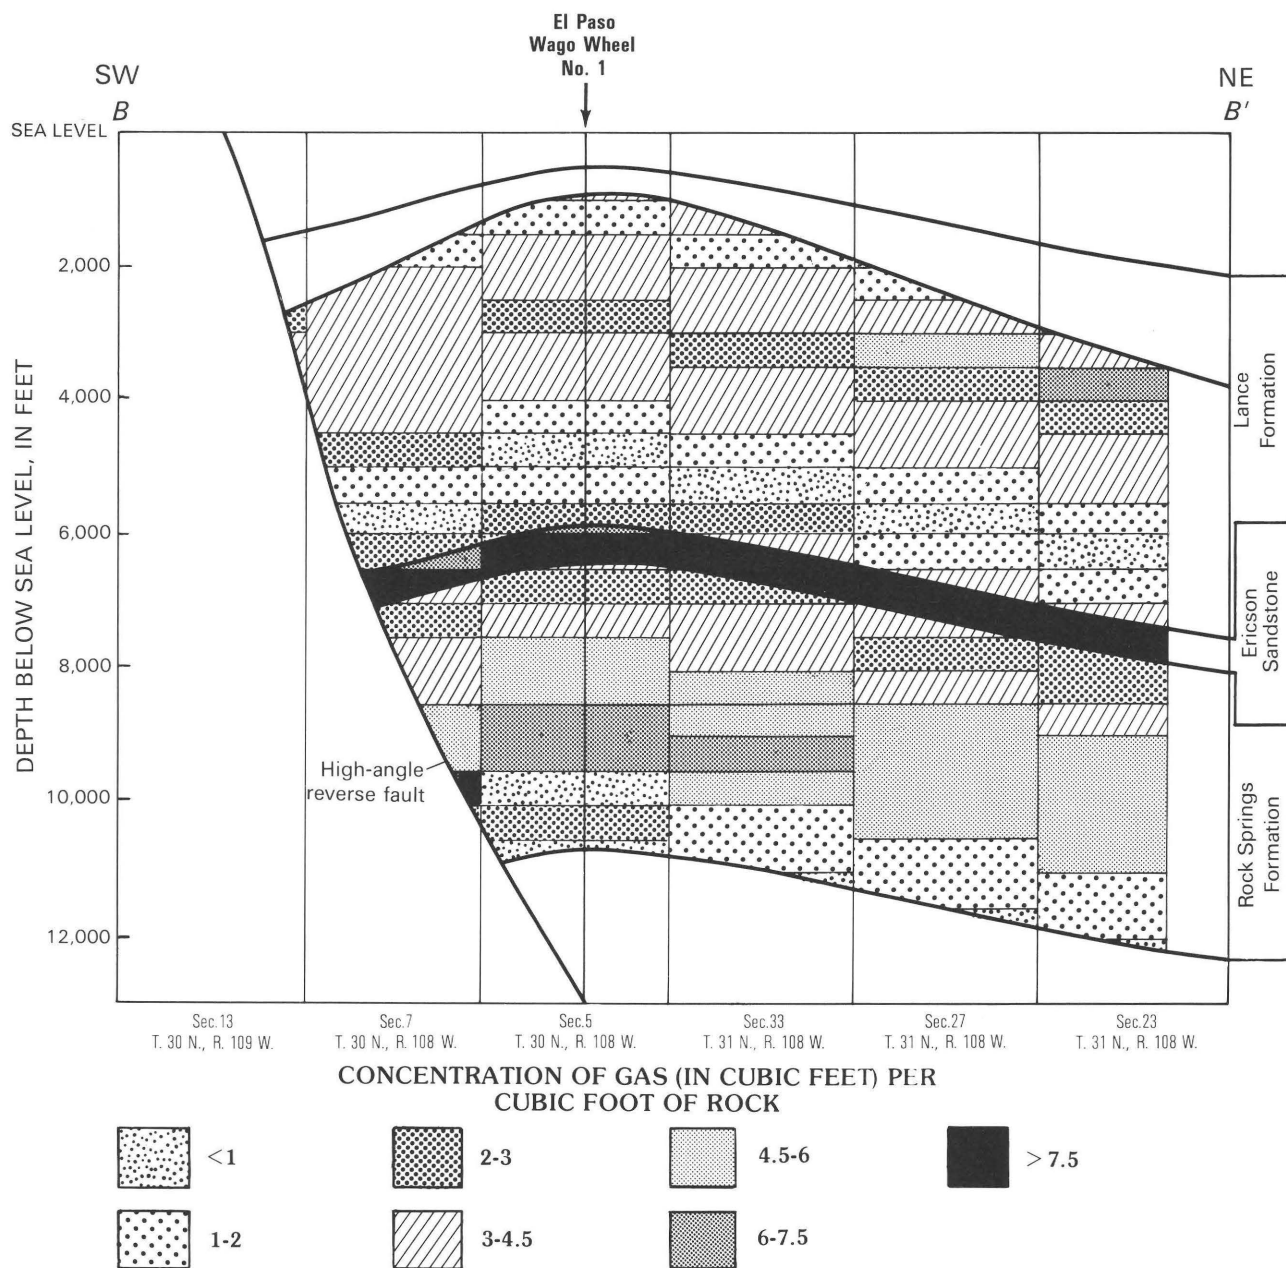 El Paso
Wago Wheel
No. 1
SW
B
NE
B'
SEA LEVEL
2,000
4,000
6,000
8,000
10,000
12,000
DEPTH BELOW SEA LEVEL, IN FEET
High-angle
reverse fault
Lance
Formation
Ericson
Sandstone
Rock Springs
Formation
Sec.13
T. 30 N., R. 109 W.
Sec.7
T. 30 N., R. 108 W.
Sec.5
T. 30 N., R. 108 W.
Sec.33
T. 31 N., R. 108 W.
Sec.27
T. 31 N., R. 108 W.
Sec.23
T. 31 N., R. 108 W.
CONCENTRATION OF GAS (IN CUBIC FEET) PER
CUBIC FOOT OF ROCK
<1
2-3
4.5-6
>7.5
1-2
3-4.5
6-7.5